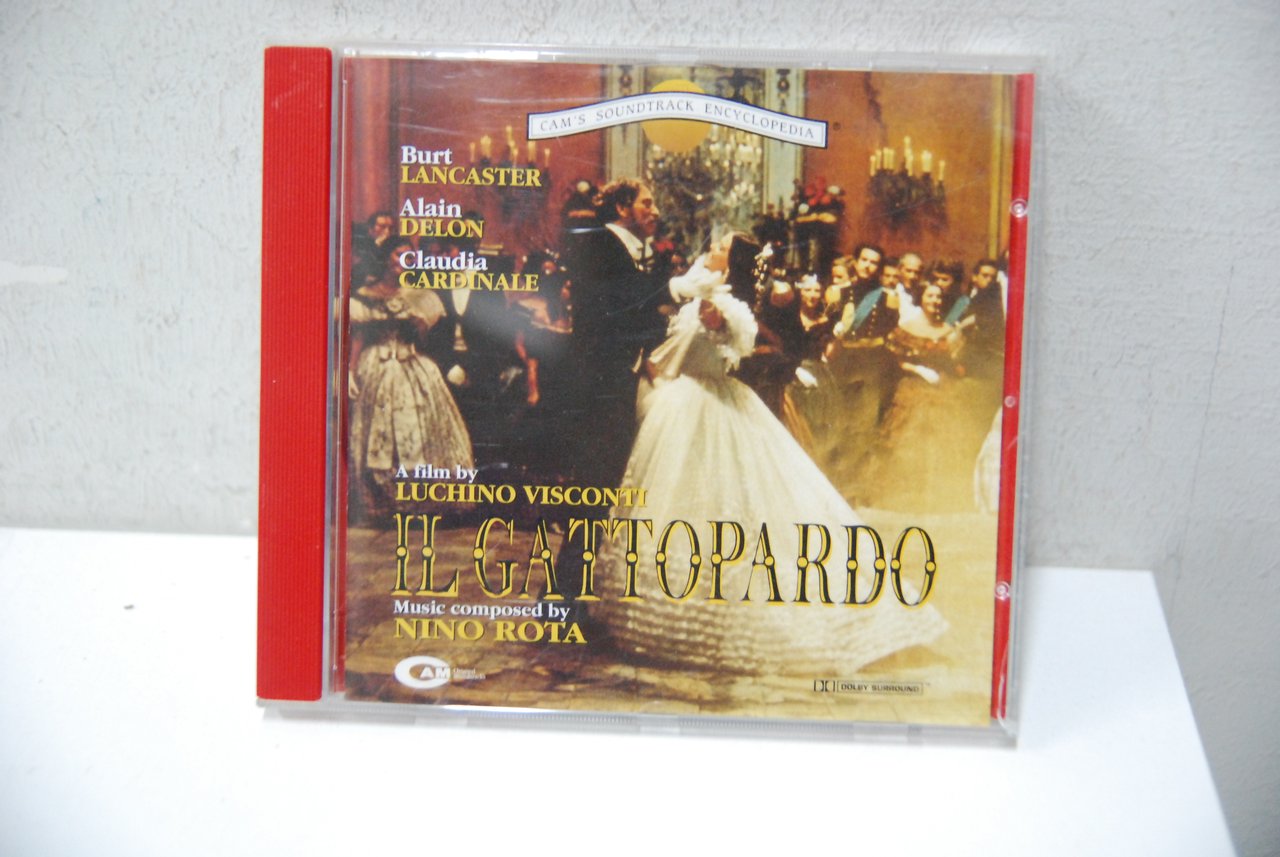 CAM'S SOUNDTRACK ENCYCLOPEDIA
Burt
LANCASTER
Alain
DELON
Claudia
CARDINALE
A film by
LUCHINO VISCONTI
IL GATTOPARDO
Music composed by
NINO ROTA
CAM
DOLBY SURROUND